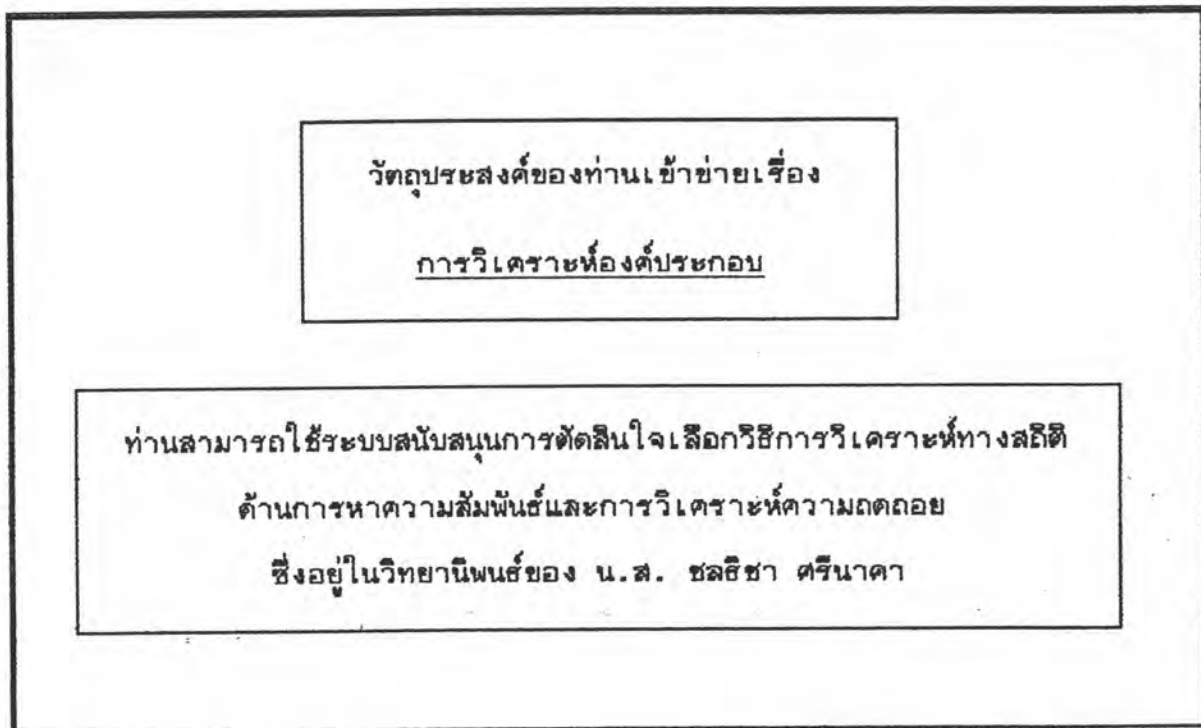 วัตถุประสงค์ของท่านเข้าข่ายเรื่อง
การวิเคราะห์องค์ประกอบ
ท่านสามารถใช้ระบบสนับสนุนการตัดสินใจเลือกวิธีการวิเคราะห์ทางสถิติ
ด้านการหาความสัมพันธ์และการวิเคราะห์ความถดถอย
ซึ่งอยู่ในวิทยานิพนธ์ของ น.ส. ชลธิชา ศรีนาคา